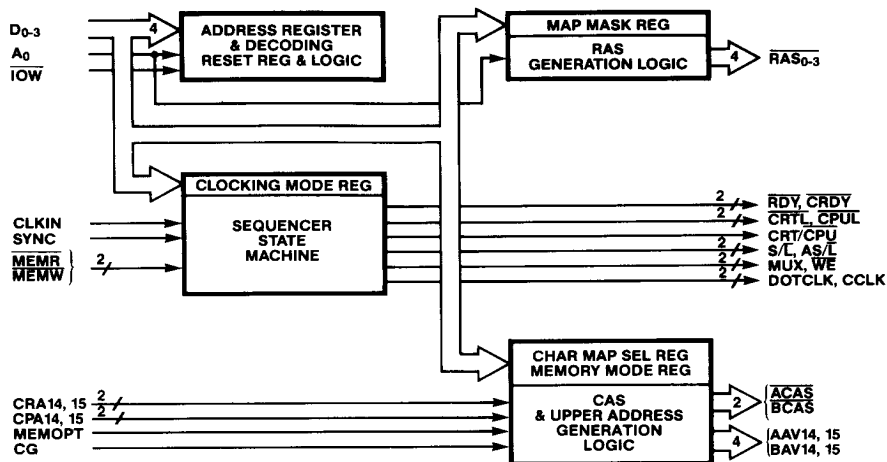 D0-3
A0
IOW
4
ADDRESS REGISTER
& DECODING
RESET REG & LOGIC
MAP MASK REG
RAS
GENERATION LOGIC
4
RAS0-3
CLOCKING MODE REG
SEQUENCER
STATE
MACHINE
CLKIN
SYNC
MEMR
MEMW
2
2
RDY, CRDY
2
CRTL, CPUL
CRT/CPU
2
S/L, AS/L
2
MUX, WE
2
DOTCLK, CCLK
CHAR MAP SEL REG
MEMORY MODE REG
CAS
& UPPER ADDRESS
GENERATION
LOGIC
CRA14, 15
2
CPA14, 15
2
MEMOPT
CG
2
ACAS
BCAS
4
AAV14, 15
BAV14, 15